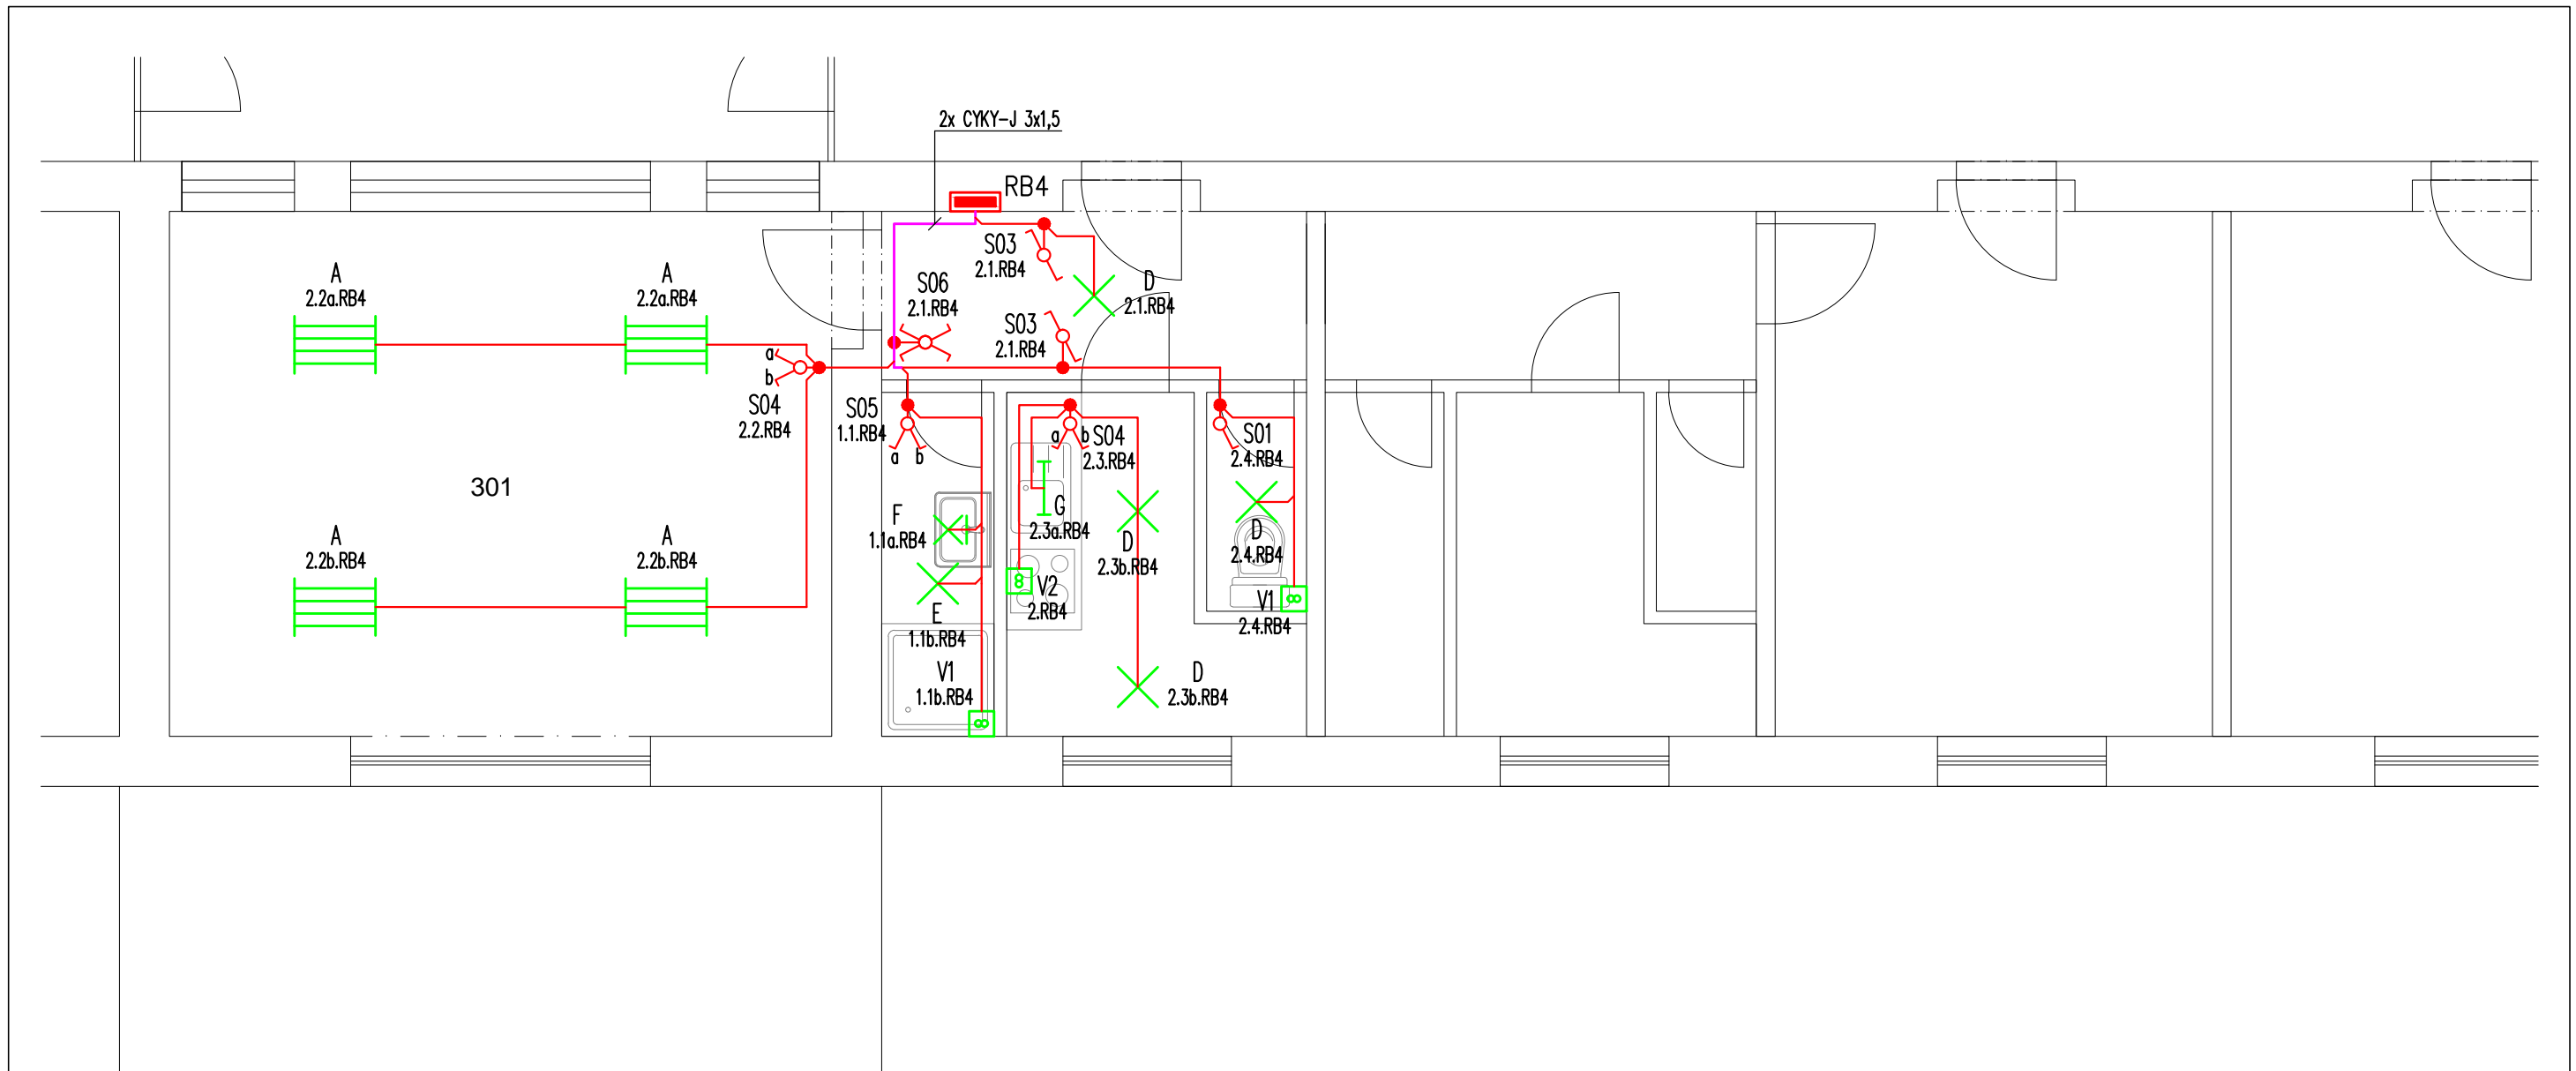 2x CYKY-J 3x1,5
RB4
S03
2.1.RB4
D
2.1.RB4
S06
2.1.RB4
S03
2.1.RB4
A
2.2a.RB4
A
2.2a.RB4
a
b
S04
2.2.RB4
S05
1.1.RB4
a b
a b
S04
2.3.RB4
S01
2.4.RB4
301
F
1.1a.RB4
G
2.3a.RB4
D
2.3b.RB4
D
2.4.RB4
A
2.2b.RB4
A
2.2b.RB4
E
1.1b.RB4
V2
2.RB4
V1
2.4.RB4
V1
1.1b.RB4
D
2.3b.RB4